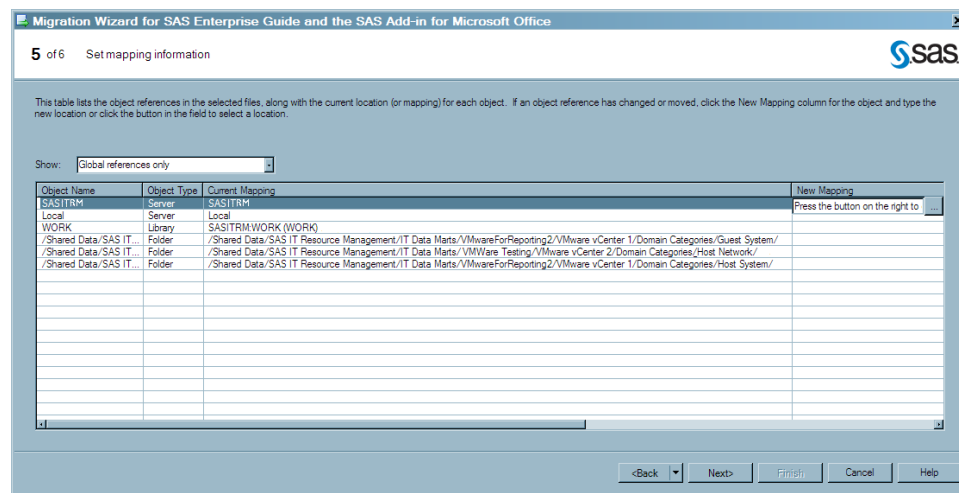 Migration Wizard for SAS Enterprise Guide and the SAS Add-in for Microsoft Office
5 of 6 Set mapping information
sas
This table lists the object references in the selected files, along with the current location (or mapping) for each object. If an object reference has changed or moved, click the New Mapping column for the object and type the
new location or click the button in the field to select a location.
Show: Global references only
Object Name Object Type Current Mapping New Mapping
SASITRM Server SASITRM Press the button on the right to ...
Local Server Local
WORK Library SASITRM:WORK (WORK)
/Shared Data/SAS IT... Folder /Shared Data/SAS IT Resource Management/IT Data Marts/VMwareForReporting2/VMware vCenter 1/Domain Categories/Guest System/
/Shared Data/SAS IT... Folder /Shared Data/SAS IT Resource Management/IT Data Marts/VMWare Testing/VMware vCenter 2/Domain Categories/Host Network/
/Shared Data/SAS IT... Folder /Shared Data/SAS IT Resource Management/IT Data Marts/VMwareForReporting2/VMware vCenter 1/Domain Categories/Host System/
<Back Next> Finish Cancel Help